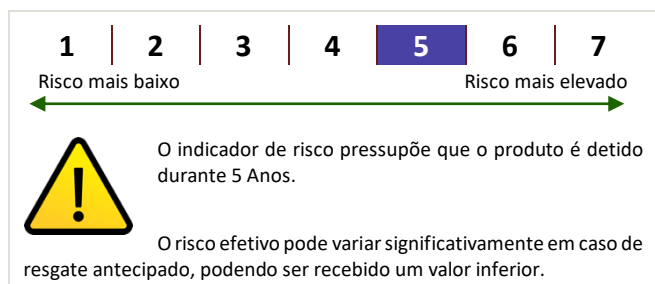 1 2 3 4 5 6 7
Risco mais baixo Risco mais elevado
O indicador de risco pressupõe que o produto é detido
durante 5 Anos.
O risco efetivo pode variar significativamente em caso de
resgate antecipado, podendo ser recebido um valor inferior.